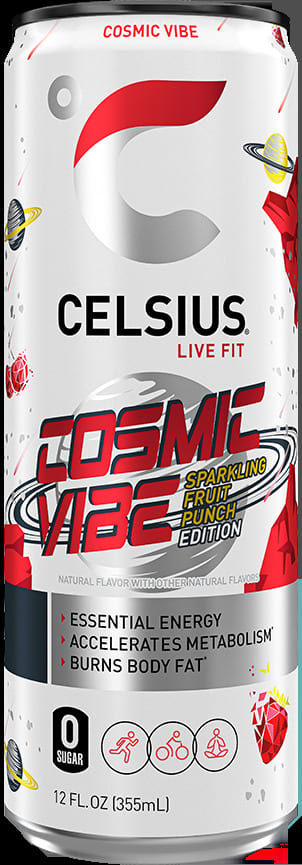 COSMIC VIBE
CELSIUS®
LIVE FIT
COSMIC
VIBE
SPARKLING
FRUIT
PUNCH
EDITION
NATURAL FLAVOR WITH OTHER NATURAL FLAVORS
ESSENTIAL ENERGY
ACCELERATES METABOLISM*
BURNS BODY FAT*
0
SUGAR
12 FL. OZ (355mL)